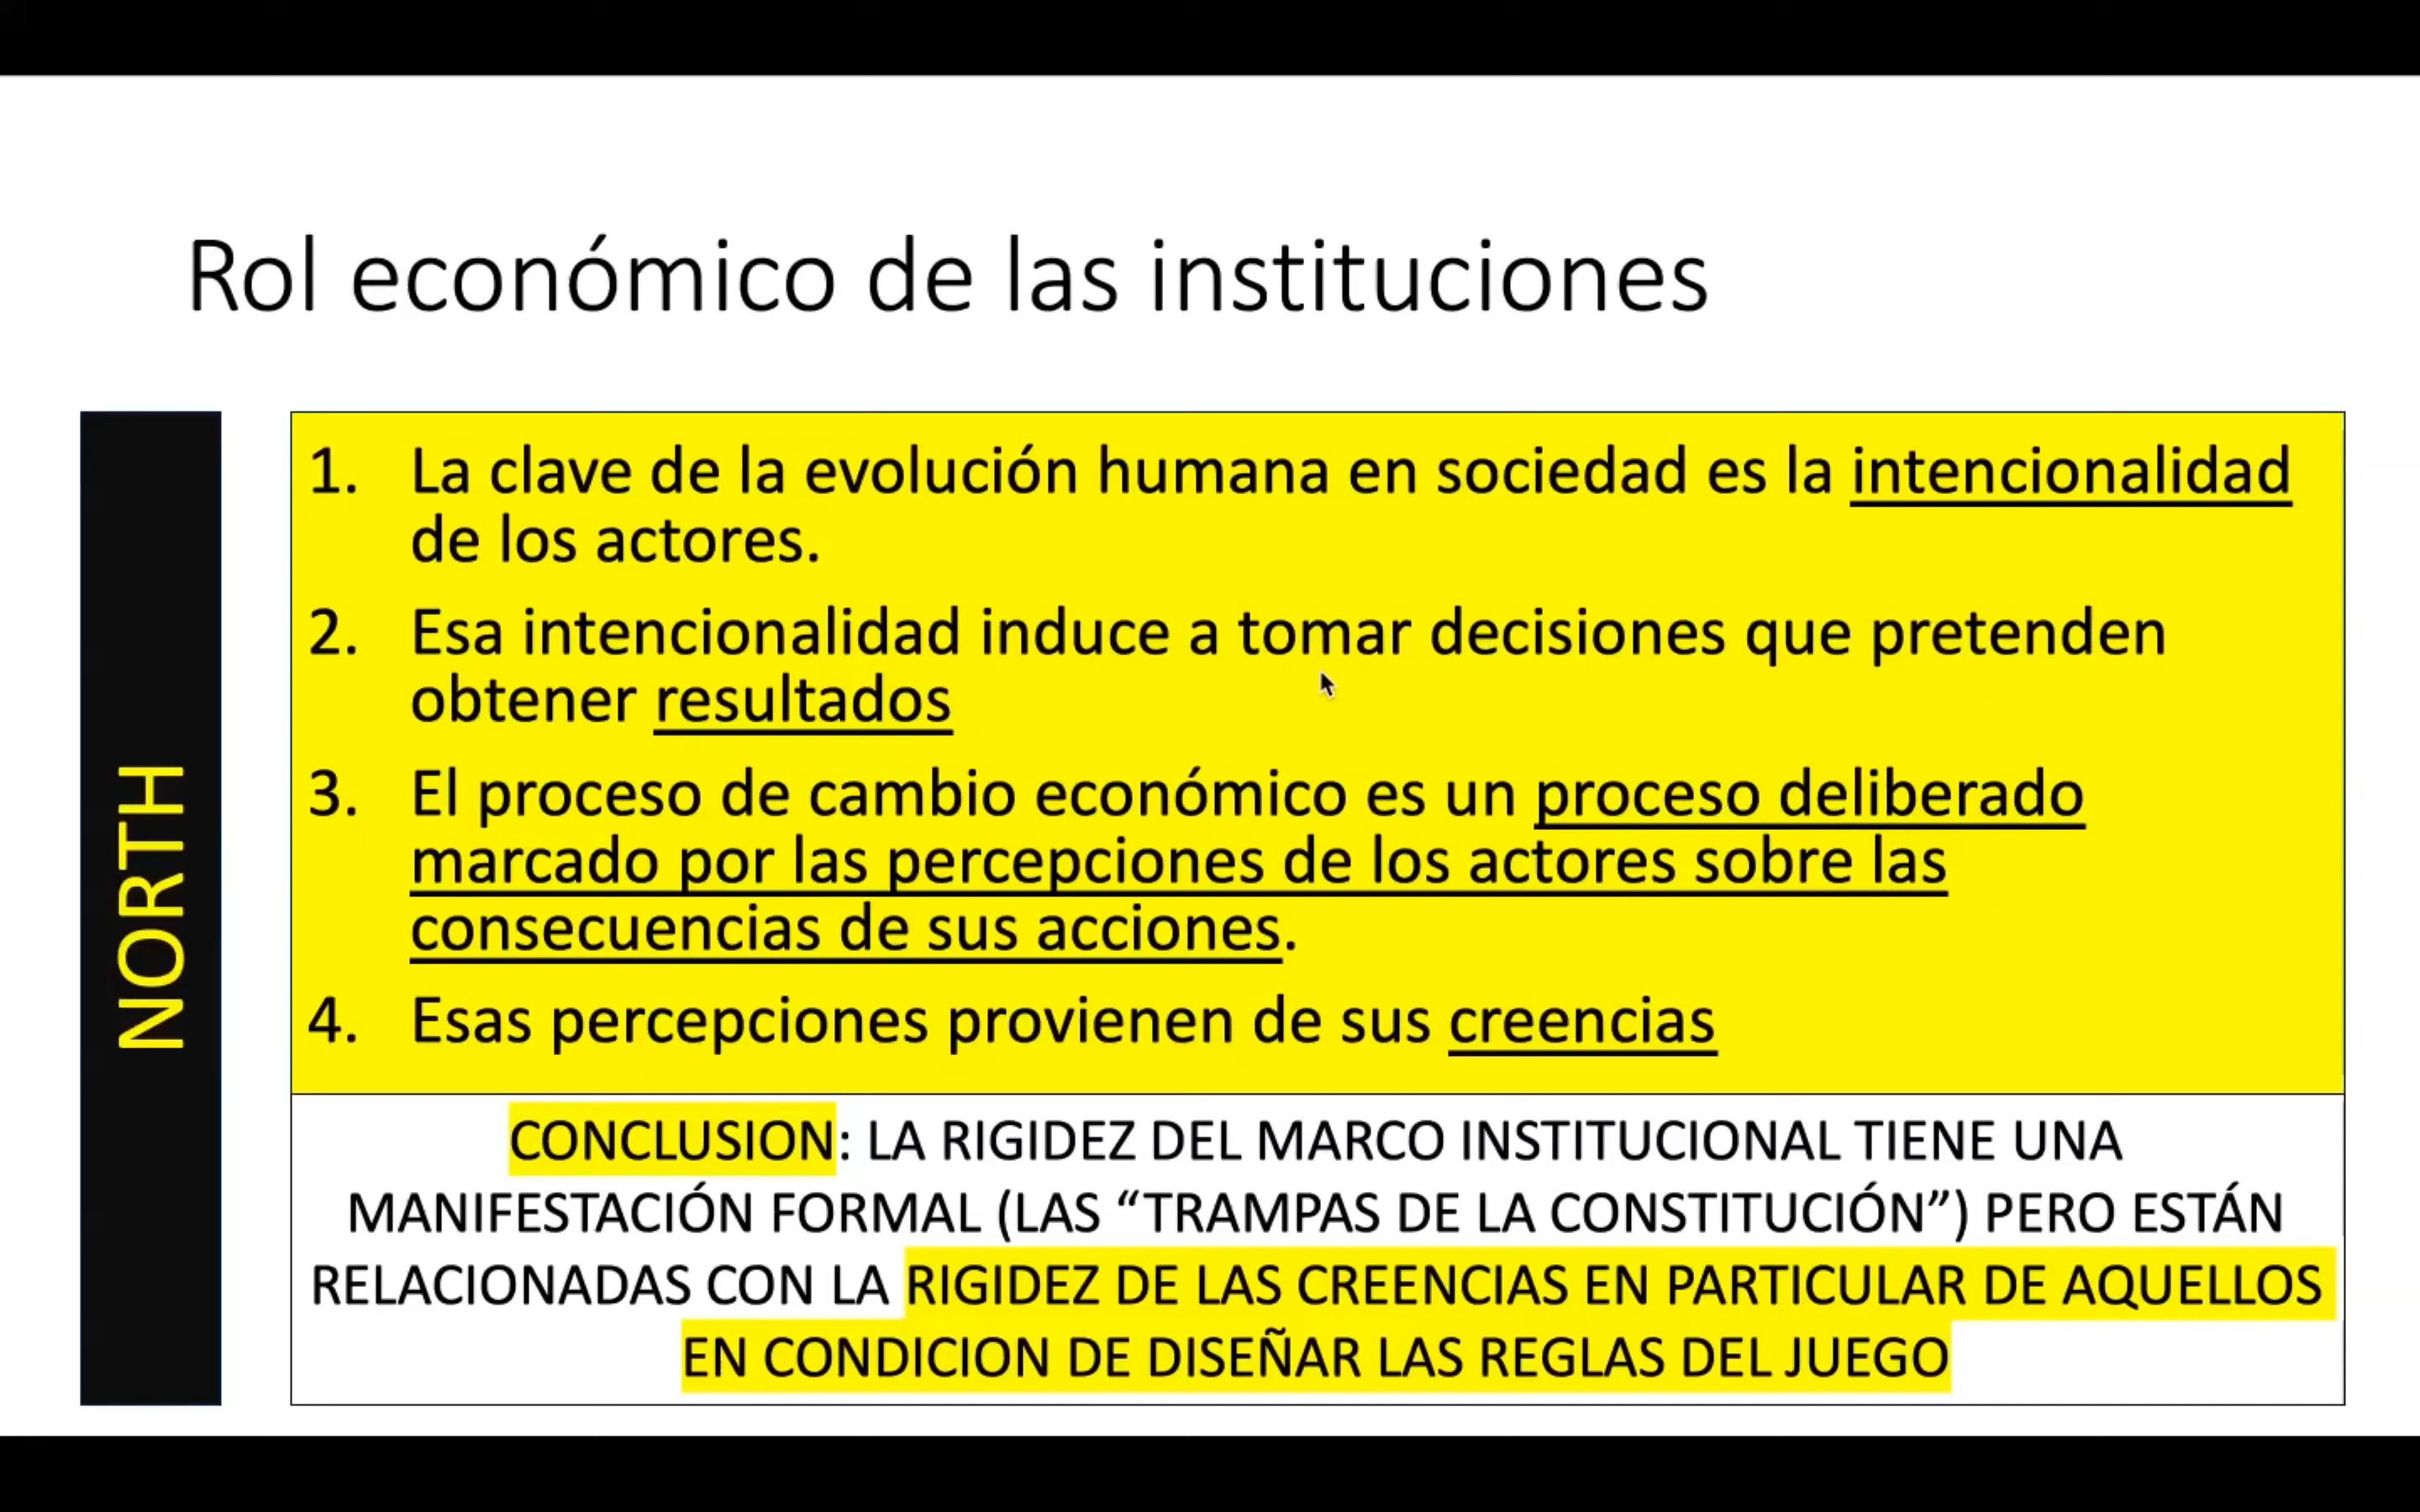 Rol económico de las instituciones
NORTH
1. La clave de la evolución humana en sociedad es la intencionalidad
de los actores.
2. Esa intencionalidad induce a tomar decisiones que pretenden
obtener resultados
3. El proceso de cambio económico es un proceso deliberado
marcado por las percepciones de los actores sobre las
consecuencias de sus acciones.
4. Esas percepciones provienen de sus creencias
CONCLUSION: LA RIGIDEZ DEL MARCO INSTITUCIONAL TIENE UNA
MANIFESTACIÓN FORMAL (LAS “TRAMPAS DE LA CONSTITUCIÓN”) PERO ESTÁN
RELACIONADAS CON LA RIGIDEZ DE LAS CREENCIAS EN PARTICULAR DE AQUELLOS
EN CONDICION DE DISEÑAR LAS REGLAS DEL JUEGO